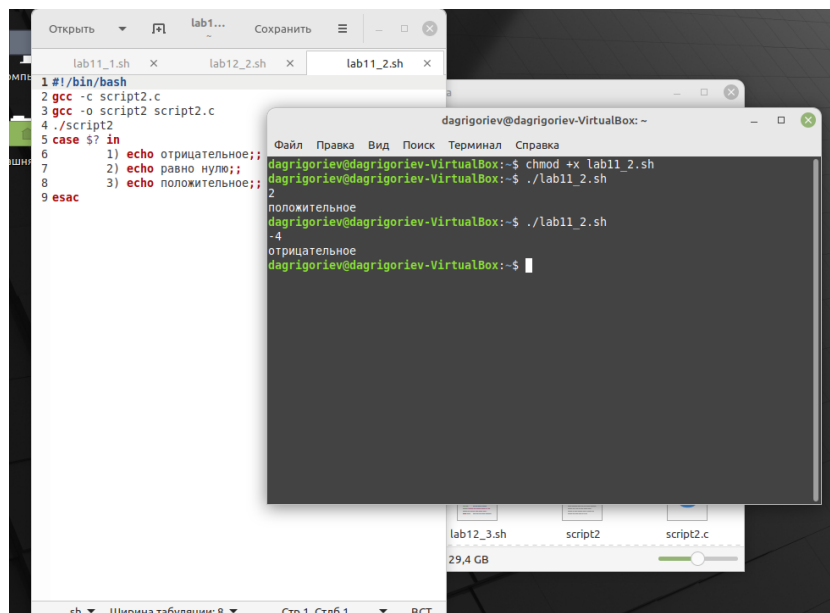 Открыть
lab1...
~
Сохранить
lab11_1.sh
lab12_2.sh
lab11_2.sh
1 #!/bin/bash
2 gcc -c script2.c
3 gcc -o script2 script2.c
4 ./script2
5 case $? in
6 1) echo отрицательное;;
7 2) echo равно нулю;;
8 3) echo положительное;;
9 esac
dagrigoriev@dagrigoriev-VirtualBox: ~
Файл Правка Вид Поиск Терминал Справка
dagrigoriev@dagrigoriev-VirtualBox:~$ chmod +x lab11_2.sh
dagrigoriev@dagrigoriev-VirtualBox:~$ ./lab11_2.sh
2
положительное
dagrigoriev@dagrigoriev-VirtualBox:~$ ./lab11_2.sh
-4
отрицательное
dagrigoriev@dagrigoriev-VirtualBox:~$
lab12_3.sh
script2
script2.c
29,4 GB
sh
Ширина табуляции: 8
Стр 1, Стлб 1
ВСТ